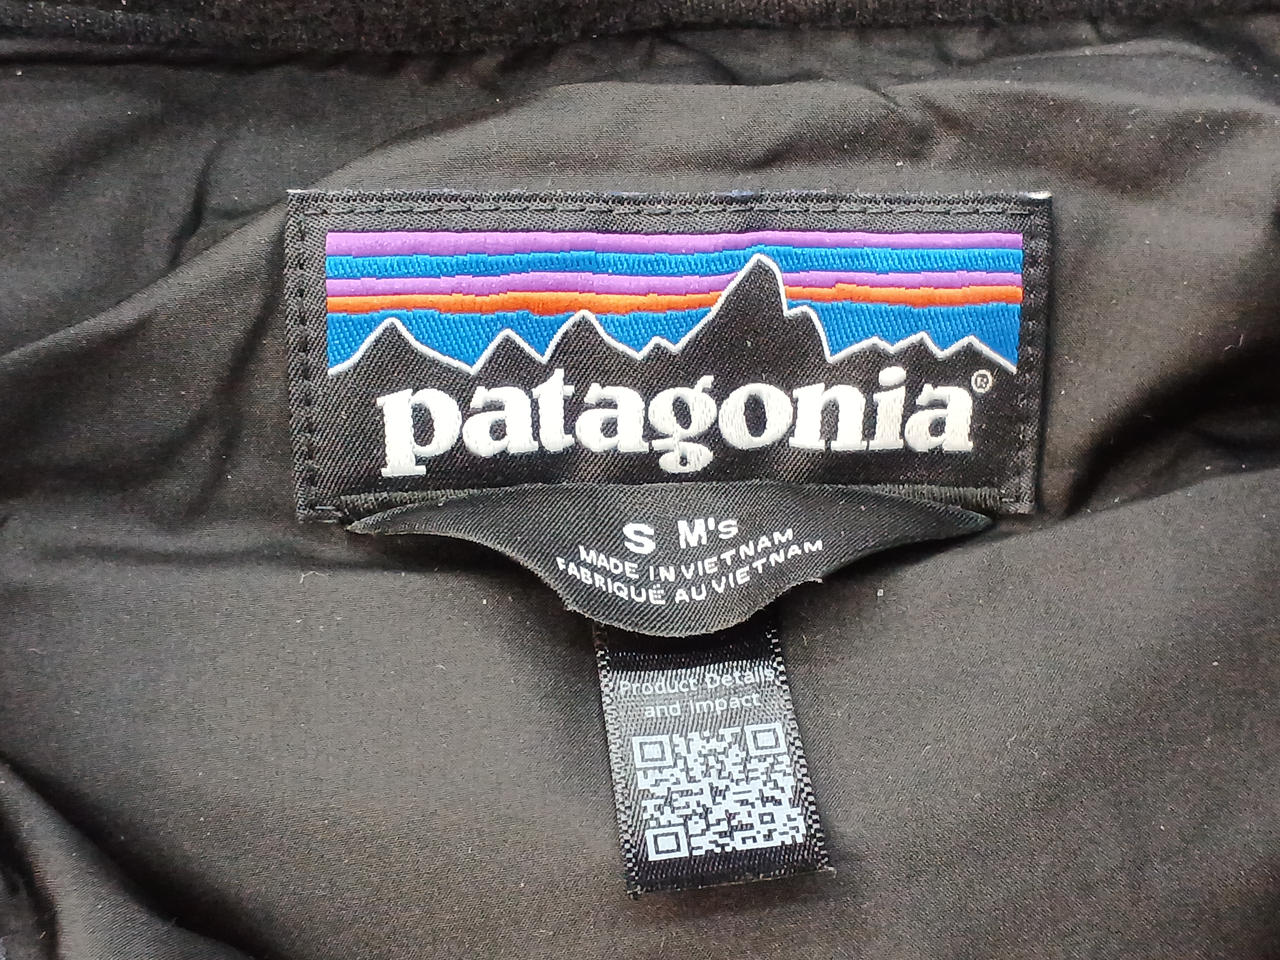 patagonia®
S M's
MADE IN VIETNAM
FABRIQUÉ AU VIETNAM
Product Details
and Impact